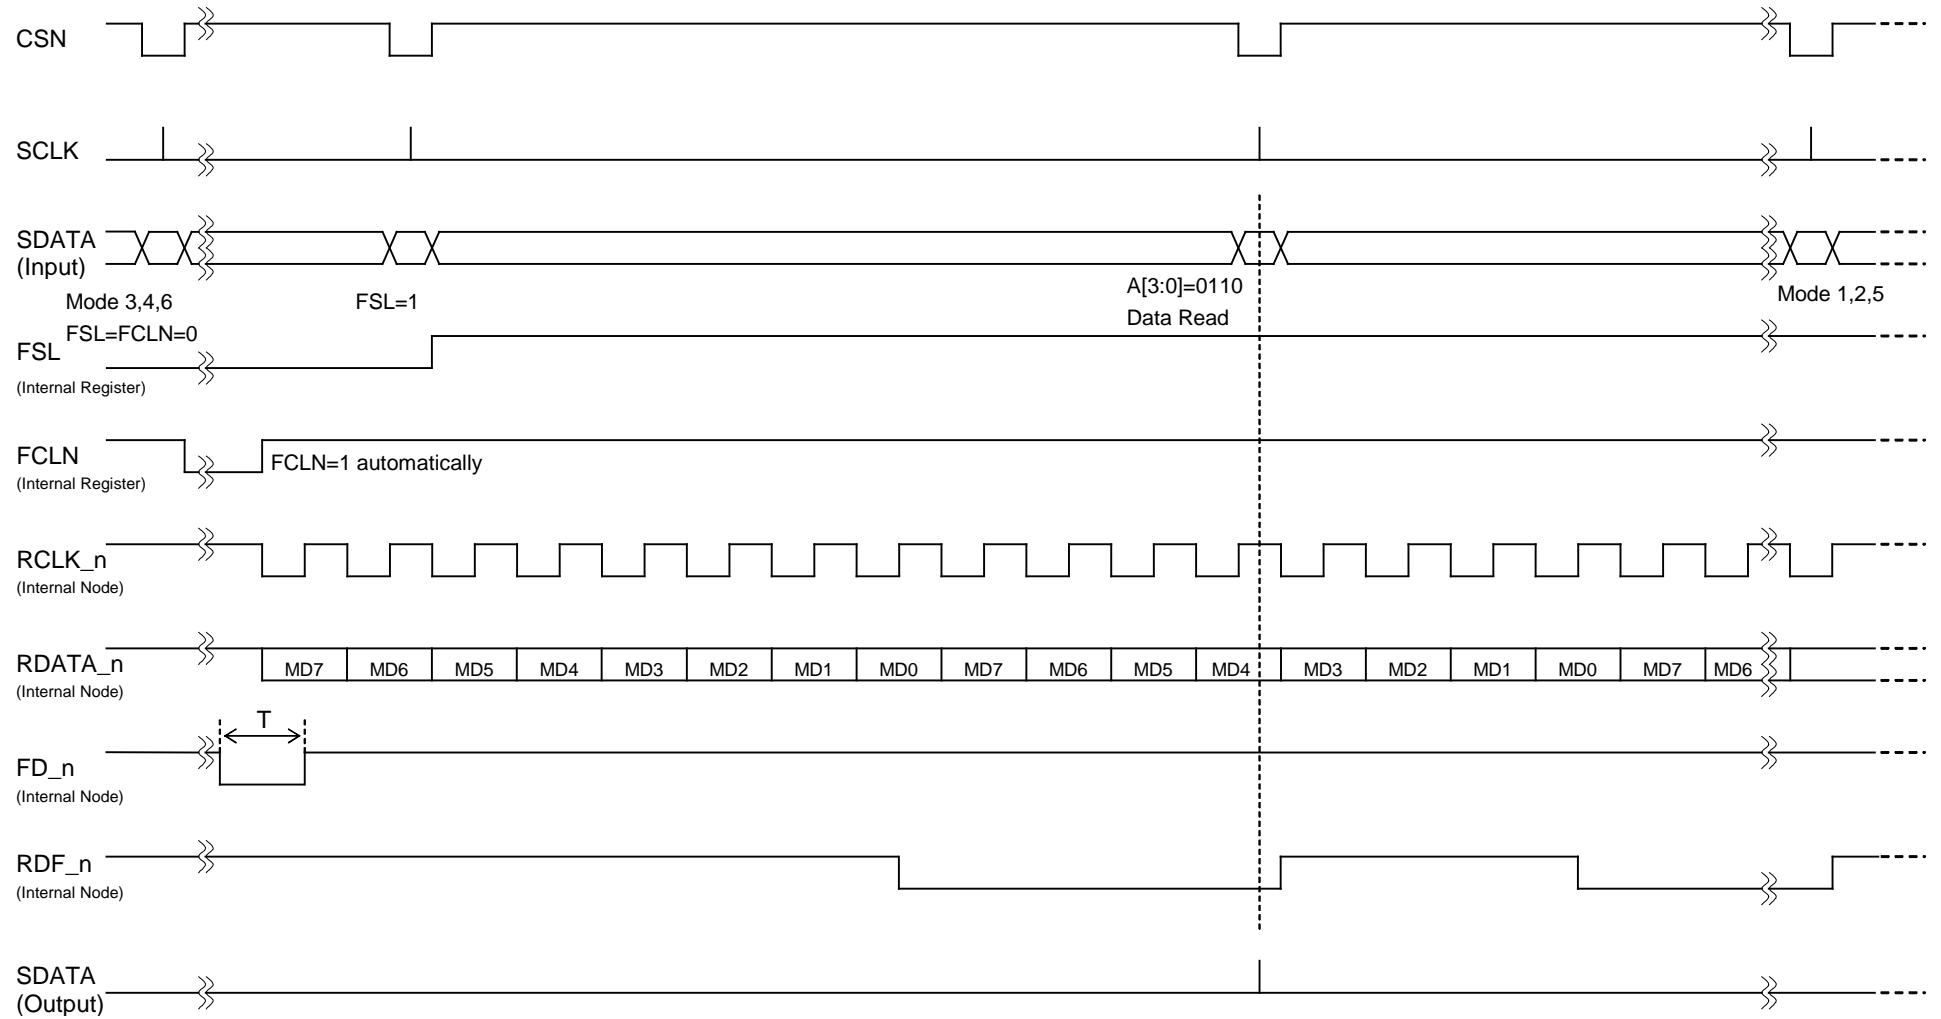 CSN
SCLK
SDATA
(Input)
Mode 3,4,6
FSL=1
A[3:0]=0110
Mode 1,2,5
FSL=FCLN=0
Data Read
FSL
(Internal Register)
FCLN
FCLN=1 automatically
(Internal Register)
RCLK_n
(Internal Node)
RDATA_n
MD7 MD6 MD5 MD4 MD3 MD2 MD1 MD0 MD7 MD6 MD5 MD4 MD3 MD2 MD1 MD0 MD7 MD6
(Internal Node)
T
FD_n
(Internal Node)
RDF_n
(Internal Node)
SDATA
(Output)